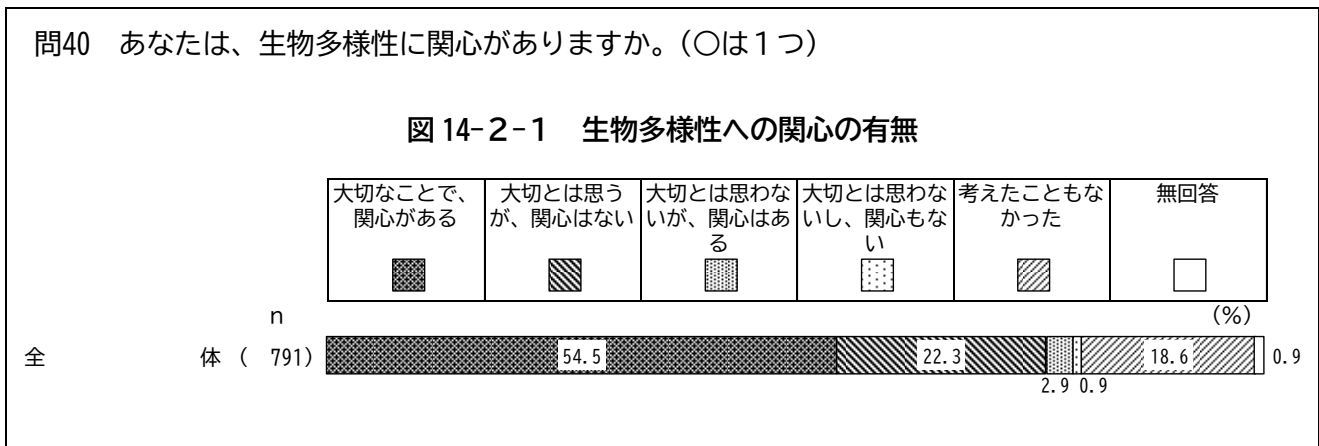 問40　あなたは、生物多様性に関心がありますか。（○は１つ）
図 14-２-１　生物多様性への関心の有無
大切なことで、
関心がある
大切とは思う
が、関心はない
大切とは思わな
いが、関心はあ
る
大切とは思わな
いし、関心もな
い
考えたこともな
かった
無回答
n
(%)
全　体 ( 791)
54.5
22.3
2.9
0.9
18.6
0.9